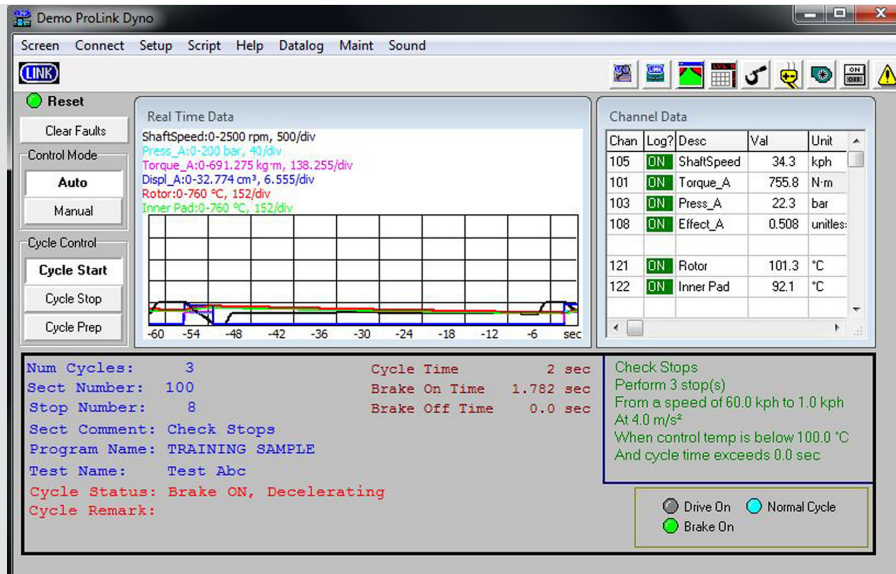 Demo ProLink Dyno
Screen Connect Setup Script Help Datalog Maint Sound
LINK
ON
OFF
Reset
Clear Faults
Control Mode
Auto
Manual
Cycle Control
Cycle Start
Cycle Stop
Cycle Prep
Real Time Data
ShaftSpeed:0-2500 rpm, 500/div
Press_A:0-200 bar, 40/div
Torque_A:0-691.275 kg·m, 138.255/div
Displ_A:0-32.774 cm³, 6.555/div
Rotor:0-760 °C, 152/div
Inner Pad:0-760 °C, 152/div
-60 -54 -48 -42 -36 -30 -24 -18 -12 -6 sec
Channel Data
Chan Log? Desc Val Unit
105 ON ShaftSpeed 34.3 kph
101 ON Torque_A 755.8 N·m
103 ON Press_A 22.3 bar
108 ON Effect_A 0.508 unitles
121 ON Rotor 101.3 °C
122 ON Inner Pad 92.1 °C
Num Cycles: 3
Sect Number: 100
Stop Number: 8
Sect Comment: Check Stops
Program Name: TRAINING SAMPLE
Test Name: Test Abc
Cycle Status: Brake ON, Decelerating
Cycle Remark:
Cycle Time 2 sec
Brake On Time 1.782 sec
Brake Off Time 0.0 sec
Check Stops
Perform 3 stop(s)
From a speed of 60.0 kph to 1.0 kph
At 4.0 m/s²
When control temp is below 100.0 °C
And cycle time exceeds 0.0 sec
Drive On Normal Cycle
Brake On